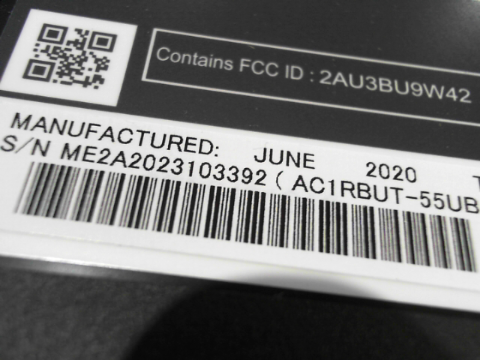 Contains FCC ID : 2AU3BU9W42
MANUFACTURED: JUNE 2020 T
S/N ME2A2023103392 ( AC1RBUT-55UB